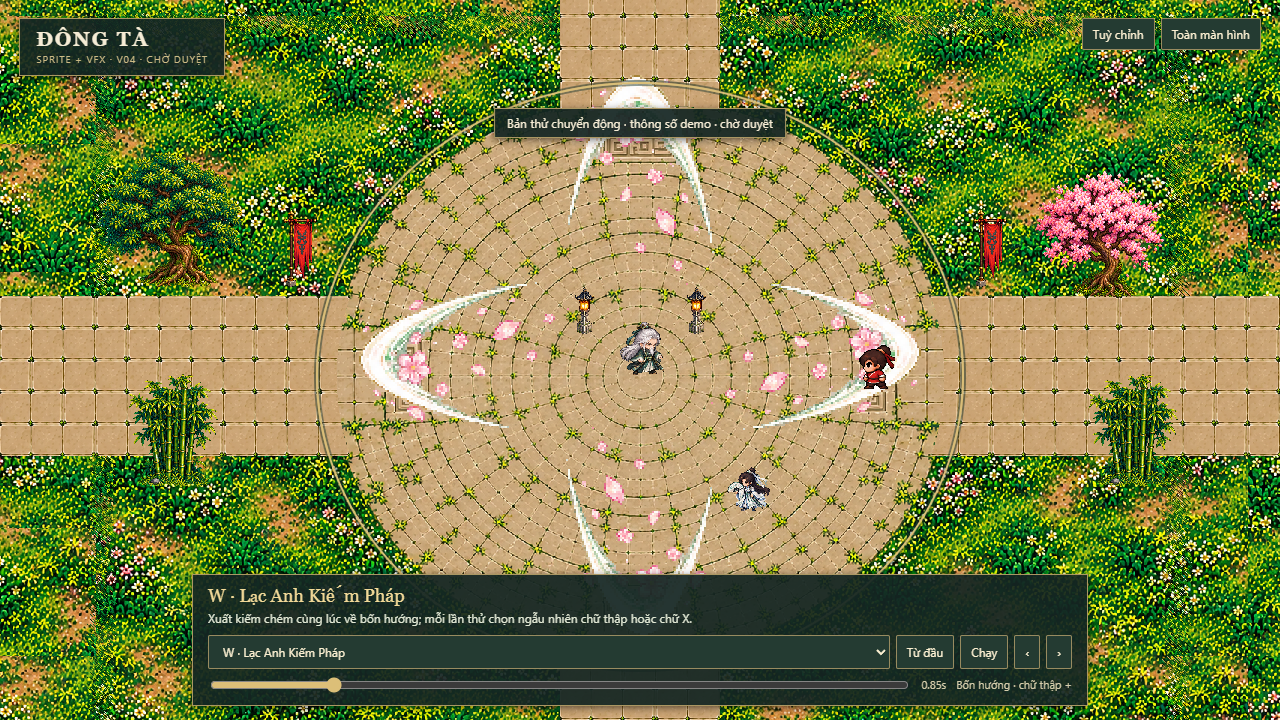 ĐÔNG TÀ
SPRITE + VFX · V04 · CHỜ DUYỆT
Tuỳ chỉnh
Toàn màn hình
Bản thử chuyển động · thông số demo · chờ duyệt
W · Lạc Anh Kiếm Pháp
Xuất kiếm chém cùng lúc về bốn hướng; mỗi lần thử chọn ngẫu nhiên chữ thập hoặc chữ X.
W · Lạc Anh Kiếm Pháp
Từ đầu
Chạy
‹
›
0.85s
Bốn hướng · chữ thập +